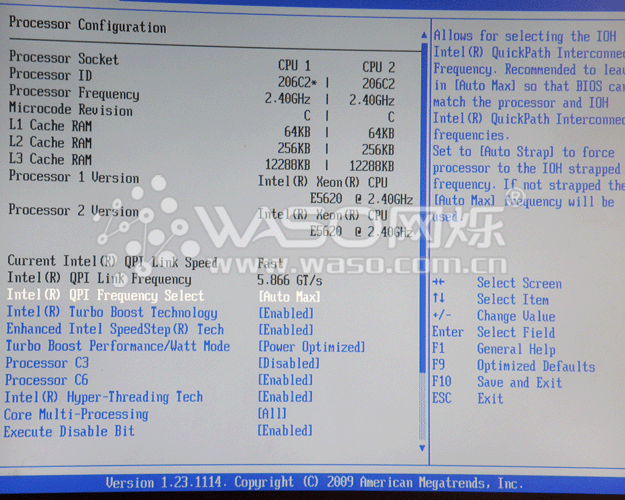 Processor Configuration
Processor Socket CPU 1 CPU 2
Processor ID 206C2* | 206C2
Processor Frequency 2.40GHz | 2.40GHz
Microcode Revision C | C
L1 Cache RAM 64KB | 64KB
L2 Cache RAM 256KB | 256KB
L3 Cache RAM 12288KB | 12288KB
Processor 1 Version Intel(R) Xeon(R) CPU
E5620 @ 2.40GHz
Processor 2 Version Intel(R) Xeon(R) CPU
E5620 @ 2.40GHz
Current Intel(R) QPI Link Speed Fast
Intel(R) QPI Link Frequency 5.866 GT/s
Intel(R) QPI Frequency Select [Auto Max]
Intel(R) Turbo Boost Technology [Enabled]
Enhanced Intel SpeedStep(R) Tech [Enabled]
Turbo Boost Performance/Watt Mode [Power Optimized]
Processor C3 [Disabled]
Processor C6 [Enabled]
Intel(R) Hyper-Threading Tech [Enabled]
Core Multi-Processing [All]
Execute Disable Bit [Enabled]
Allows for selecting the IOH
Intel(R) QuickPath Interconnec
Frequency. Recommended to leav
in [Auto Max] so that BIOS can
match the processor and IOH
Intel(R) QuickPath Interconnec
frequencies.
Set to [Auto Strap] to force
processor to the IOH strapped
frequency. If not strapped the
[Auto Max] frequency will be
used.
Select Screen
↑↓ Select Item
+/- Change Value
Enter Select Field
F1 General Help
F9 Optimized Defaults
F10 Save and Exit
ESC Exit
Version 1.23.1114. Copyright (C) 2009 American Megatrends, Inc.
WASO网烁®
www.waso.com.cn